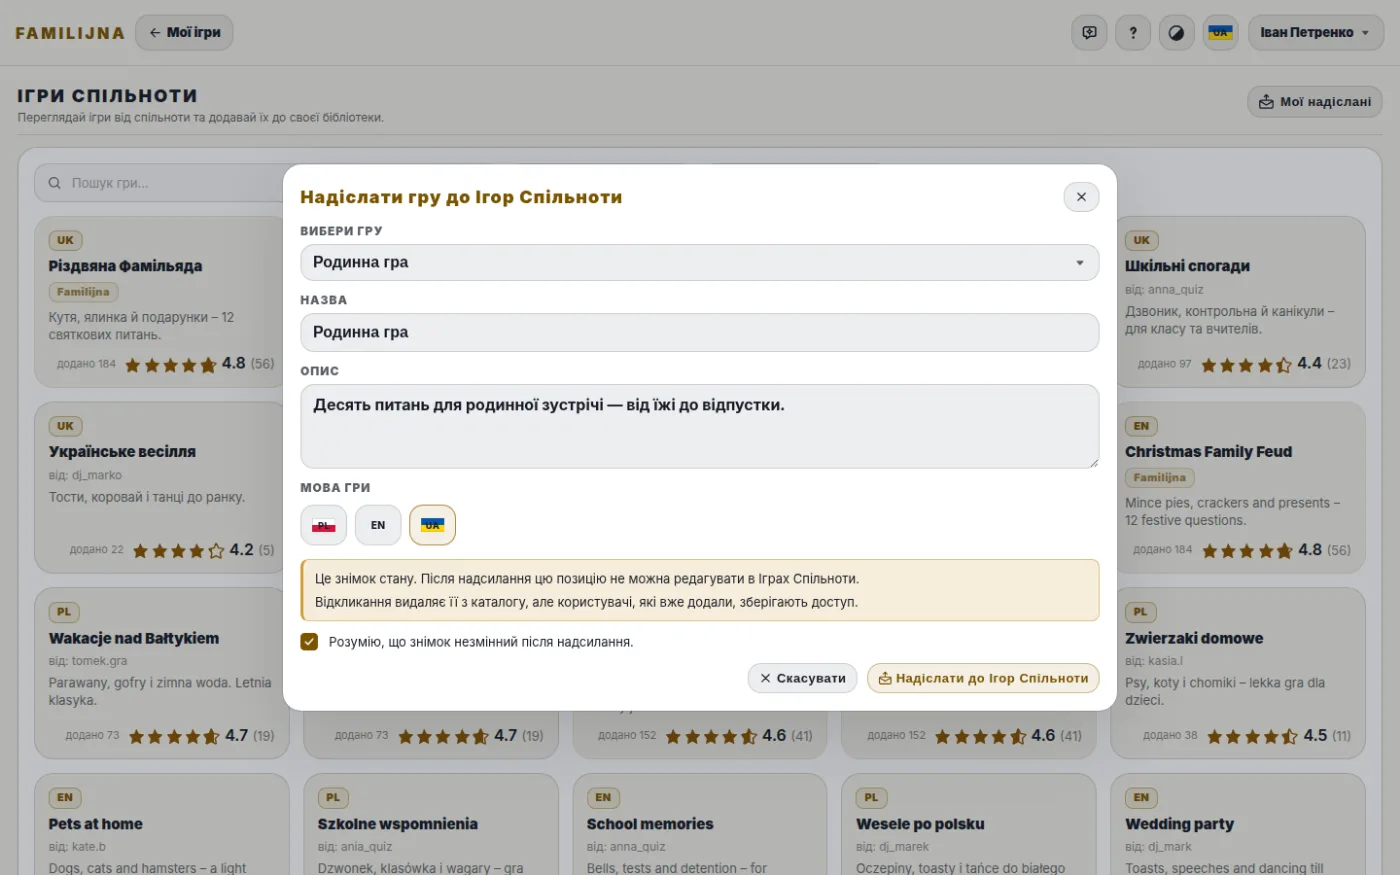 FAMILIJNA
← Мої ігри
?
UA
Іван Петренко
ІГРИ СПІЛЬНОТИ
Переглядай ігри від спільноти та додавай їх до своєї бібліотеки.
Мої надіслані
Пошук гри...
Надіслати гру до Ігор Спільноти
ВИБЕРИ ГРУ
Родинна гра
НАЗВА
Родинна гра
ОПИС
Десять питань для родинної зустрічі — від їжі до відпустки.
МОВА ГРИ
PL
EN
UA
Це знімок стану. Після надсилання цю позицію не можна редагувати в Іграх Спільноти.
Відкликання видаляє її з каталогу, але користувачі, які вже додали, зберігають доступ.
Розумію, що знімок незмінний після надсилання.
Скасувати
Надіслати до Ігор Спільноти
UK
Різдвяна Фамільяда
Familijna
Кутя, ялинка й подарунки – 12
святкових питань.
додано 184 4.8 (56)
UK
Шкільні спогади
від: anna_quiz
Дзвоник, контрольна й канікули –
для класу та вчителів.
додано 97 4.4 (23)
UK
Українське весілля
від: dj_marko
Тости, коровай і танці до ранку.
додано 22 4.2 (5)
EN
Christmas Family Feud
Familijna
Mince pies, crackers and presents –
12 festive questions.
додано 184 4.8 (56)
PL
Wakacje nad Bałtykiem
від: tomek.gra
Parawany, gofry i zimna woda. Letnia
klasyka.
додано 73 4.7 (19)
додано 73 4.7 (19)
додано 152 4.6 (41)
додано 152 4.6 (41)
PL
Zwierzaki domowe
від: kasia.l
Psy, koty i chomiki – lekka gra dla
dzieci.
додано 38 4.5 (11)
EN
Pets at home
від: kate.b
Dogs, cats and hamsters – a light
PL
Szkolne wspomnienia
від: ania_quiz
Dzwonek, klasówka i wagary – gra
EN
School memories
від: anna_quiz
Bells, tests and detention – for
PL
Wesele po polsku
від: dj_marek
Oczepiny, toasty i tańce do białego
EN
Wedding party
від: dj_mark
Toasts, speeches and dancing till